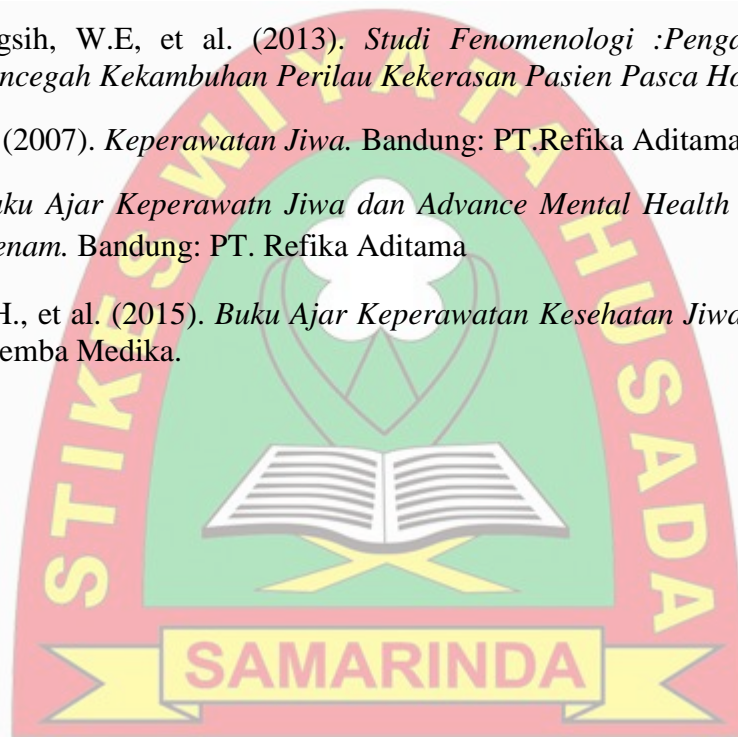 gsih, W.E, et al. (2013). Studi Fenomenologi :Penga
ncegah Kekambuhan Perilau Kekerasan Pasien Pasca Ho
(2007). Keperawatan Jiwa. Bandung: PT.Refika Aditama
ku Ajar Keperawatn Jiwa dan Advance Mental Health
enam. Bandung: PT. Refika Aditama
H., et al. (2015). Buku Ajar Keperawatan Kesehatan Jiwa
emba Medika.
STIKES WIYATA HUSADA
SAMARINDA